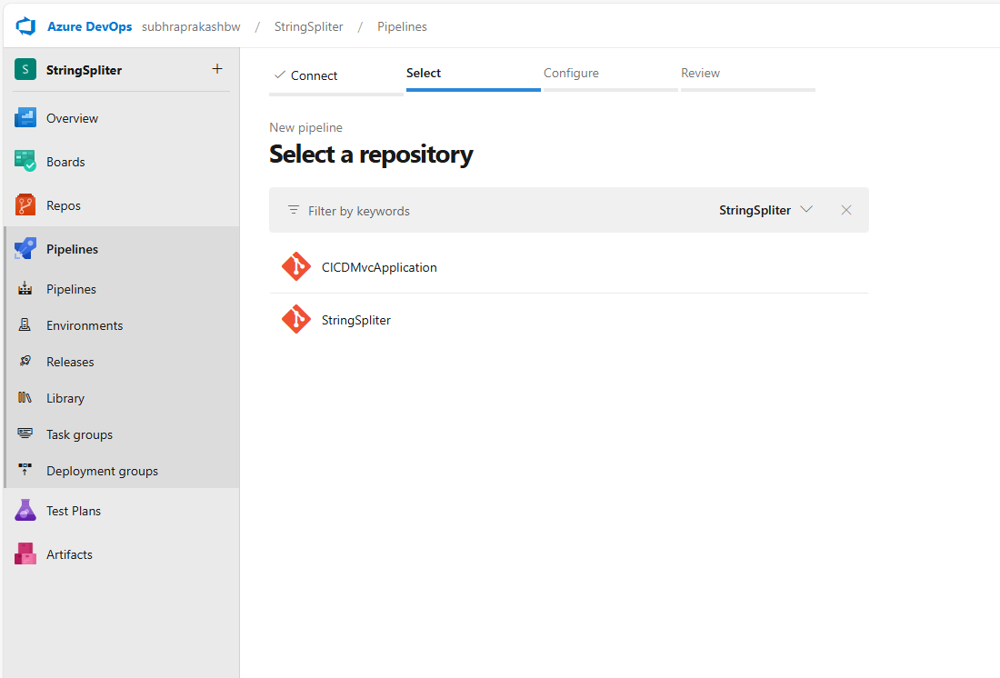 Azure DevOps subhraprakashbw / StringSpliter / Pipelines
S StringSpliter +
Overview
Boards
Repos
Pipelines
Pipelines
Environments
Releases
Library
Task groups
Deployment groups
Test Plans
Artifacts
Connect Select Configure Review
New pipeline
Select a repository
Filter by keywords StringSpliter
CICDMvcApplication
StringSpliter